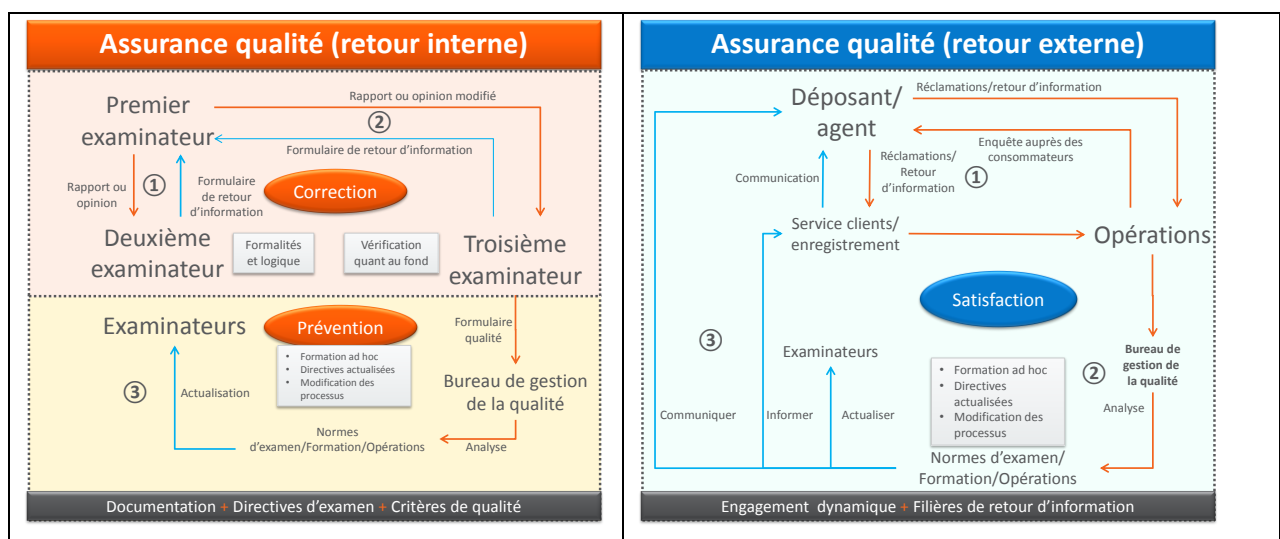 Assurance qualité (retour interne)
Rapport ou opinion modifié
Premier
examinateur
②
Formulaire de retour d'information
①
Rapport ou
opinion
Formulaire
de retour
d'information
Correction
Deuxième
examinateur
Formalités
et logique
Vérification
quant au fond
Troisième
examinateur
Examinateurs
Prévention
Formulaire
qualité
• Formation ad hoc
• Directives actualisées
• Modification des
processus
③
Actualisation
Bureau de gestion
de la qualité
Normes
d'examen/Formation/Opérations
Analyse
Documentation + Directives d'examen + Critères de qualité
Assurance qualité (retour externe)
Réclamations/retour d'information
Déposant/
agent
Enquête auprès des
consommateurs
Réclamations/
Retour
d'information
①
Communication
Service clients/
enregistrement
Opérations
Satisfaction
③
Examinateurs
Bureau de
gestion de
la qualité
②
• Formation ad hoc
• Directives
actualisées
• Modification des
processus
Communiquer
Informer
Actualiser
Analyse
Normes d'examen/
Formation/Opérations
Engagement dynamique + Filières de retour d'information